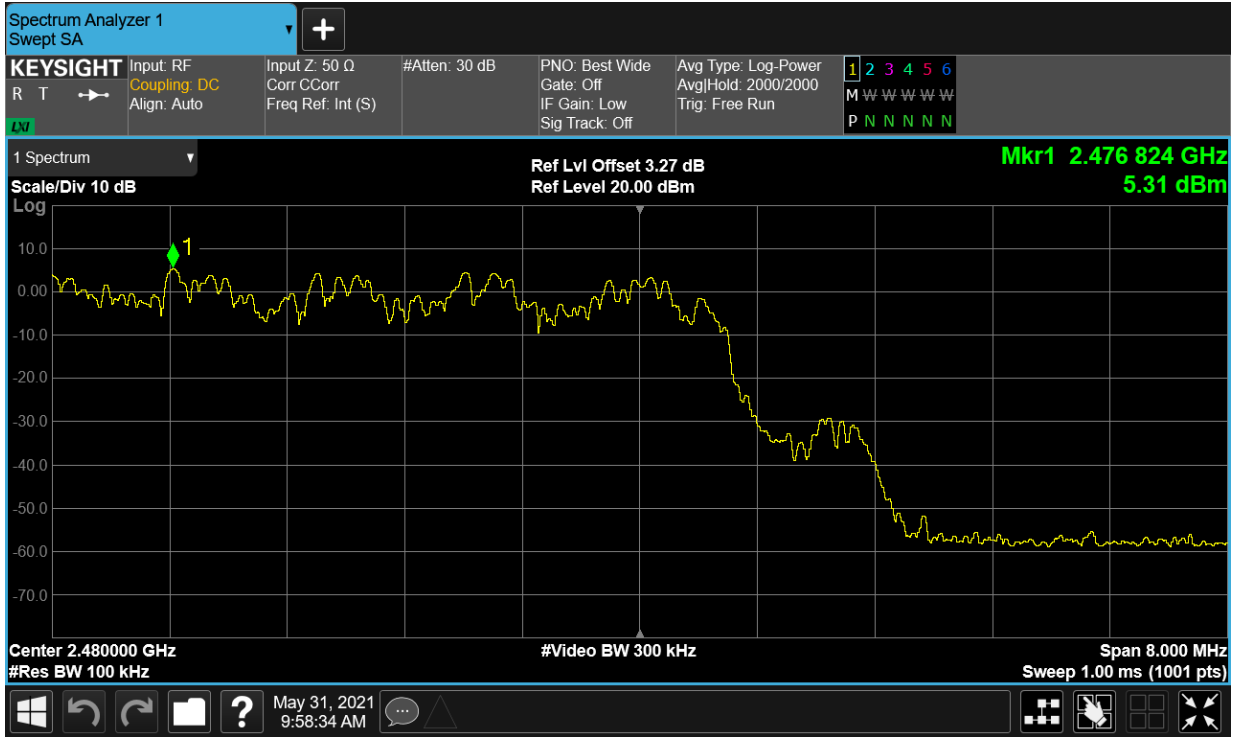 Spectrum Analyzer 1
Swept SA
KEYSIGHT
R T
LXI
Input: RF
Coupling: DC
Align: Auto
Input Z: 50 Ω
Corr CCorr
Freq Ref: Int (S)
#Atten: 30 dB
PNO: Best Wide
Gate: Off
IF Gain: Low
Sig Track: Off
Avg Type: Log-Power
Avg|Hold: 2000/2000
Trig: Free Run
1 2 3 4 5 6
M W W W W W
P N N N N N
1 Spectrum
Scale/Div 10 dB
Log
Ref Lvl Offset 3.27 dB
Ref Level 20.00 dBm
Mkr1 2.476 824 GHz
5.31 dBm
1
10.0
0.00
-10.0
-20.0
-30.0
-40.0
-50.0
-60.0
-70.0
Center 2.480000 GHz
#Res BW 100 kHz
#Video BW 300 kHz
Span 8.000 MHz
Sweep 1.00 ms (1001 pts)
?
May 31, 2021
9:58:34 AM